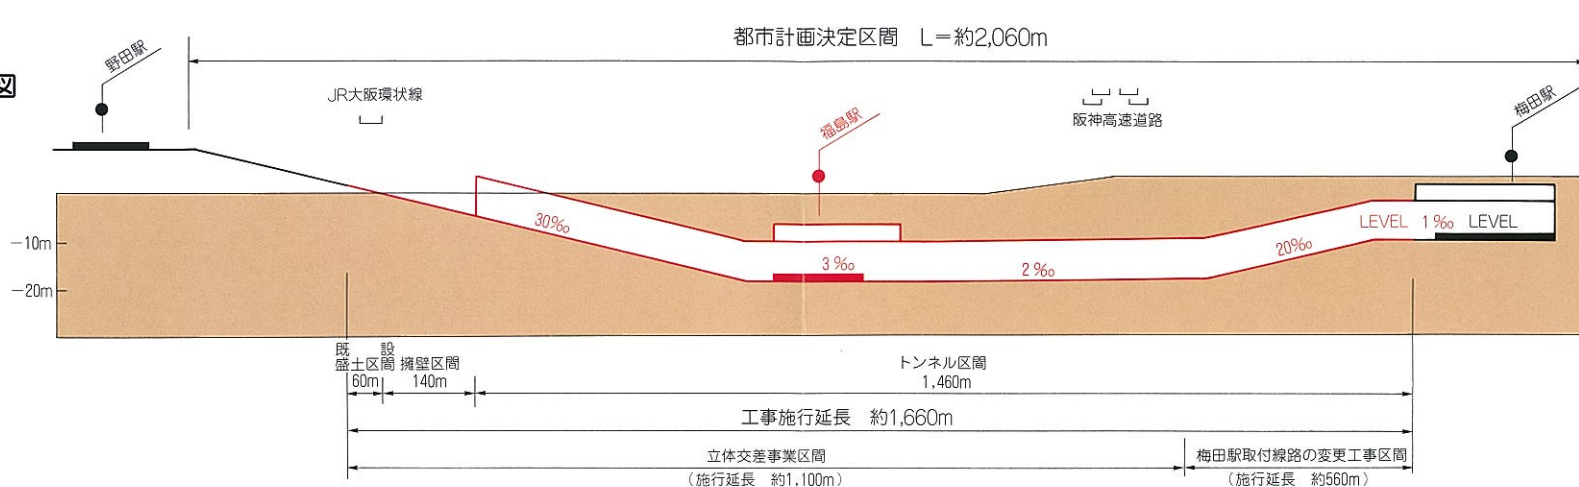 都市計画決定区間 L=約2,060m
野田駅
図
JR大阪環状線
福島駅
阪神高速道路
梅田駅
30‰
3‰
2‰
20‰
LEVEL 1‰ LEVEL
-10m
-20m
既設
盛土区間 擁壁区間 トンネル区間
60m 140m 1,460m
工事施行延長 約1,660m
立体交差事業区間 梅田駅取付線路の変更工事区間
(施行延長 約1,100m) (施行延長 約560m)